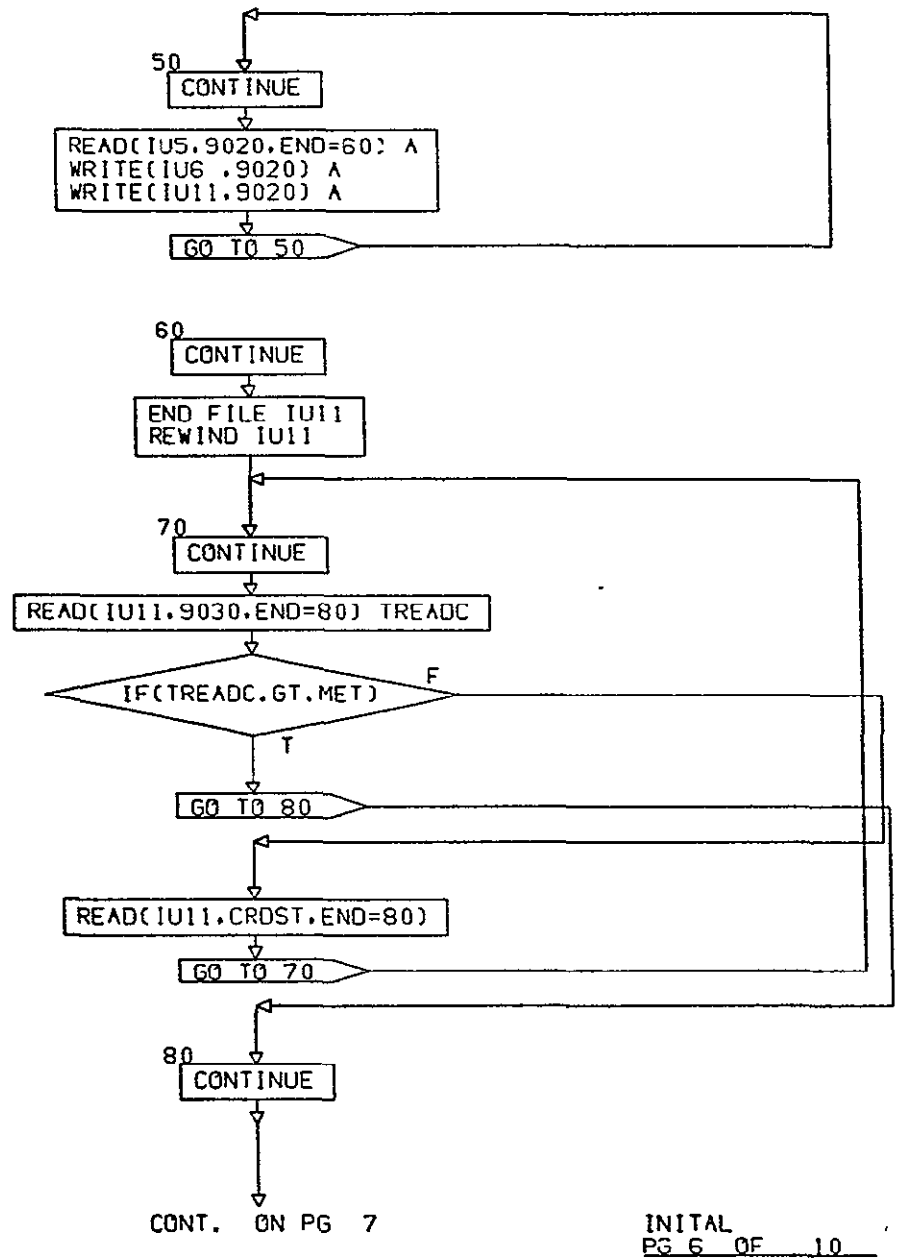 50
CONTINUE
READ(IU5,9020,END=60) A
WRITE(IU6 ,9020) A
WRITE(IU11,9020) A
GO TO 50
60
CONTINUE
END FILE IU11
REWIND IU11
70
CONTINUE
READ(IU11,9030,END=80) TREADC
IF(TREADC.GT.MET)
F
T
GO TO 80
READ(IU11,CRDST,END=80)
GO TO 70
80
CONTINUE
CONT. ON PG 7
INITAL
PG 6 OF 10